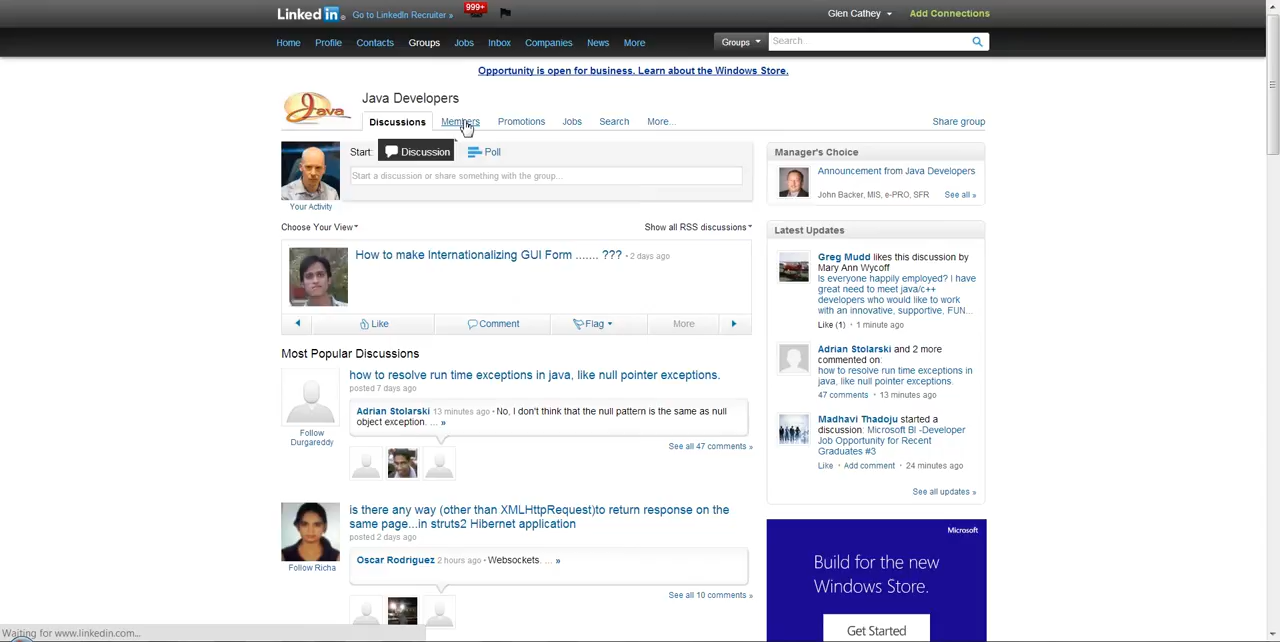 Linked in Go to LinkedIn Recruiter » 999+ Glen Cathey Add Connections
Home Profile Contacts Groups Jobs Inbox Companies News More Groups Search...
Opportunity is open for business. Learn about the Windows Store.
Java
Java Developers
Discussions Members Promotions Jobs Search More... Share group
Start: Discussion Poll
Start a discussion or share something with the group...
Your Activity
Manager's Choice
Announcement from Java Developers
John Backer, MIS, e-PRO, SFR See all »
Choose Your View Show all RSS discussions
How to make Internationalizing GUI Form ....... ??? • 2 days ago
Like Comment Flag More
Latest Updates
Greg Mudd likes this discussion by
Mary Ann Wycoff
Is everyone happily employed? I have
great need to meet java/c++
developers who would like to work
with an innovative, supportive, FUN...
Like (1) • 1 minute ago
Adrian Stolarski and 2 more
commented on:
how to resolve run time exceptions in
java, like null pointer exceptions.
47 comments • 13 minutes ago
Madhavi Thadoju started a
discussion: Microsoft BI -Developer
Job Opportunity for Recent
Graduates #3
Like • Add comment • 24 minutes ago
See all updates »
Most Popular Discussions
how to resolve run time exceptions in java, like null pointer exceptions.
posted 7 days ago
Adrian Stolarski 13 minutes ago • No, I don't think that the null pattern is the same as null
object exception. ... »
Follow
Durgareddy
See all 47 comments »
is there any way (other than XMLHttpRequest)to return response on the
same page...in struts2 Hibernet application
posted 2 days ago
Oscar Rodriguez 2 hours ago • Websockets. ... »
Follow Richa
See all 10 comments »
Microsoft
Build for the new
Windows Store.
Get Started
Waiting for www.linkedin.com...